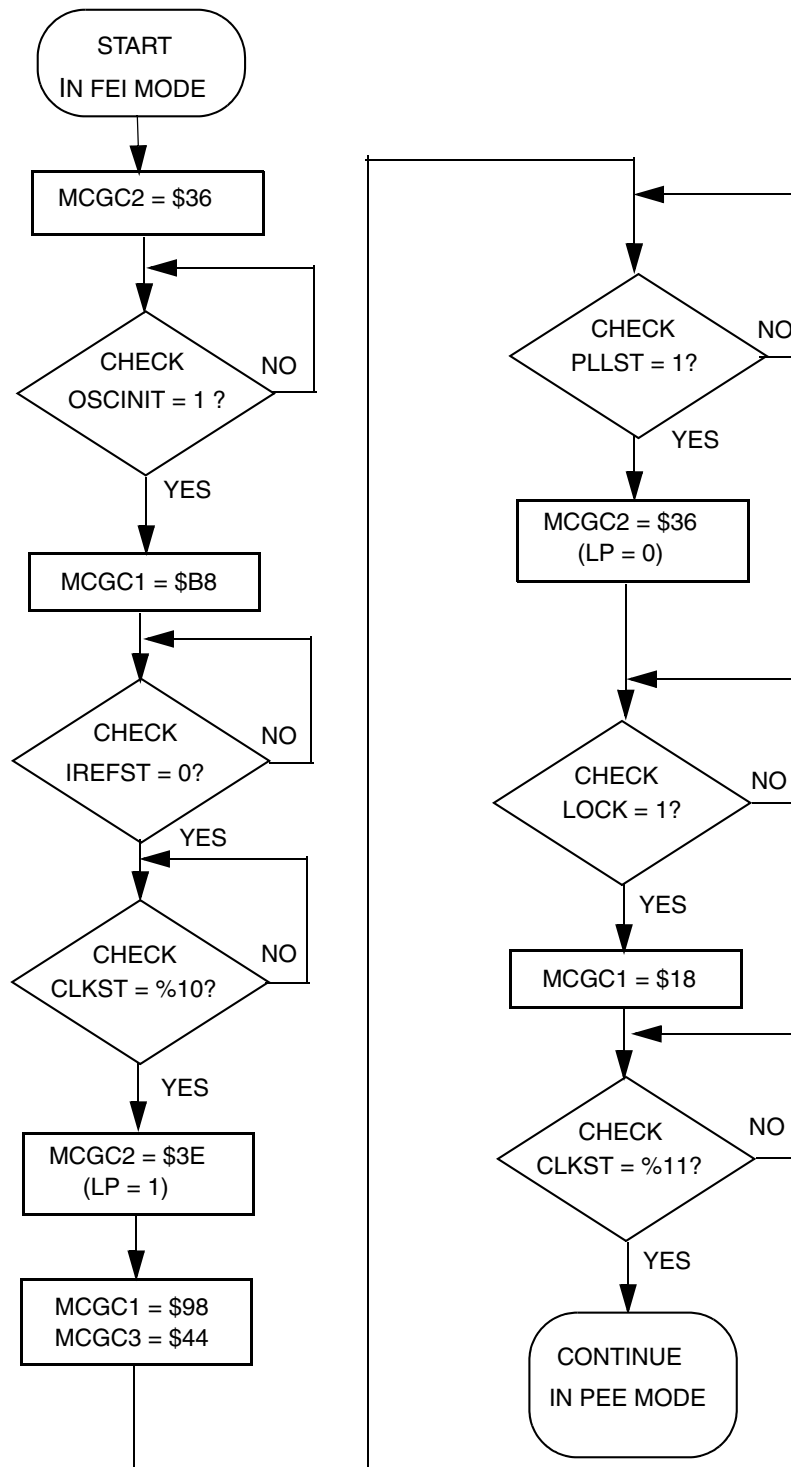 START
IN FEI MODE
MCGC2 = $36
CHECK
OSCINIT = 1 ?
NO
YES
MCGC1 = $B8
CHECK
IREFST = 0?
NO
YES
CHECK
CLKST = %10?
NO
YES
MCGC2 = $3E
(LP = 1)
MCGC1 = $98
MCGC3 = $44
CHECK
PLLST = 1?
NO
YES
MCGC2 = $36
(LP = 0)
CHECK
LOCK = 1?
NO
YES
MCGC1 = $18
CHECK
CLKST = %11?
NO
YES
CONTINUE
IN PEE MODE